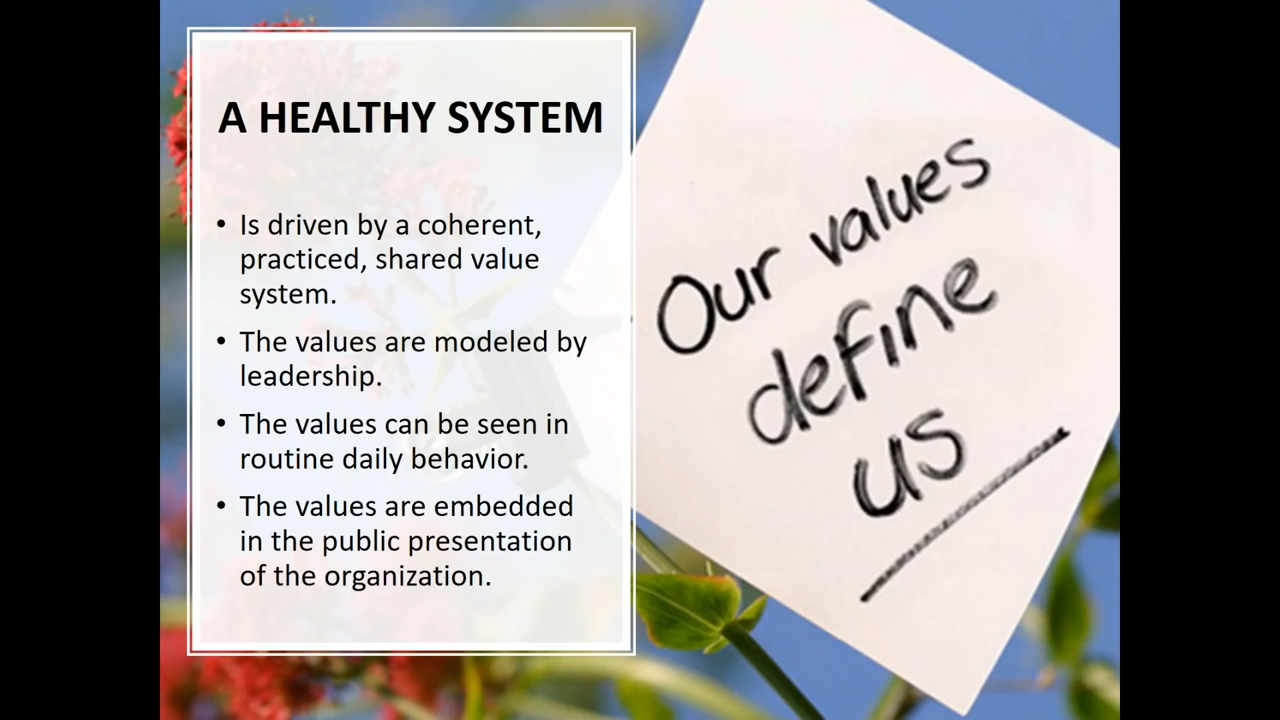 A HEALTHY SYSTEM
• Is driven by a coherent,
practiced, shared value
system.
• The values are modeled by
leadership.
• The values can be seen in
routine daily behavior.
• The values are embedded
in the public presentation
of the organization.
Our values
define
us